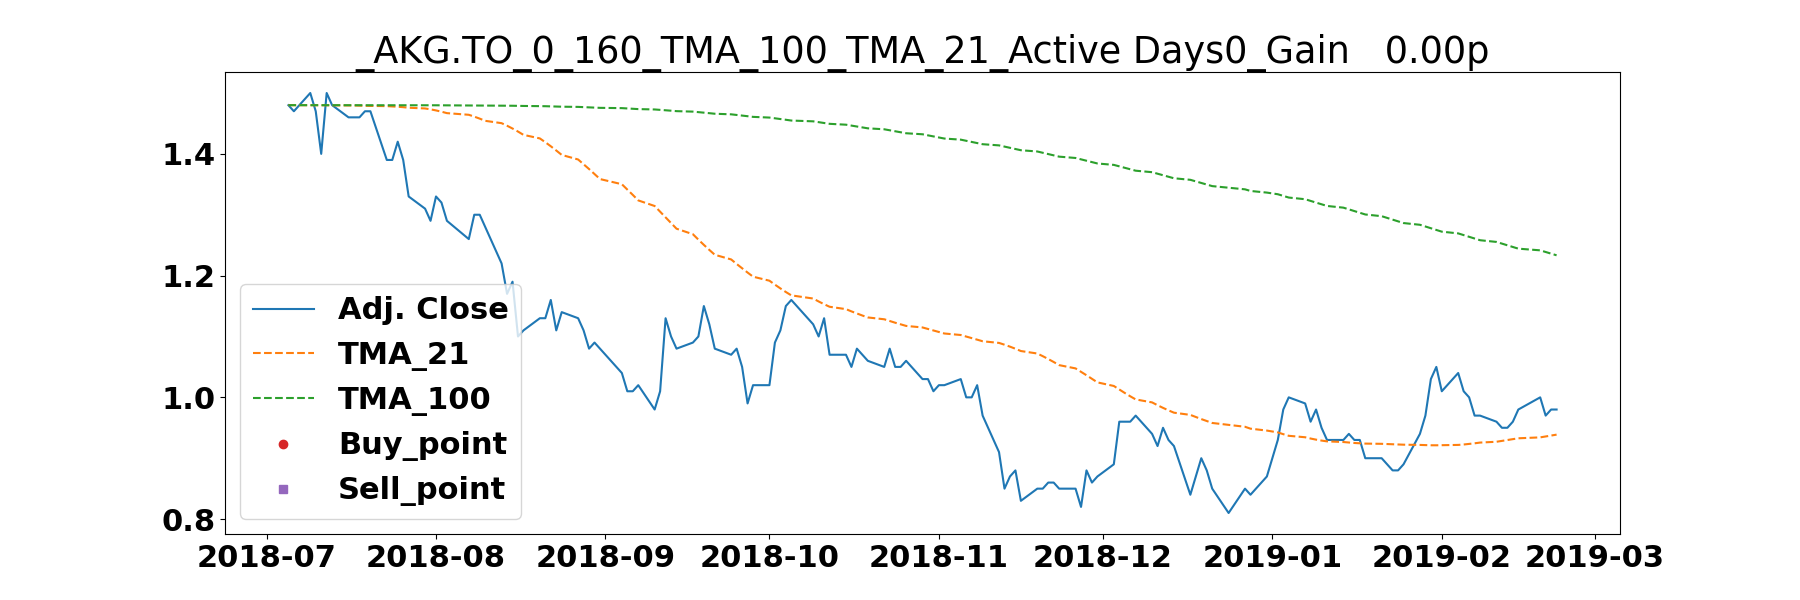 _AKG.TO_0_160_TMA_100_TMA_21_Active Days0_Gain   0.00p
1.4
1.2
1.0
0.8
Adj. Close
TMA_21
TMA_100
Buy_point
Sell_point
2018-07 2018-08 2018-09 2018-10 2018-11 2018-12 2019-01 2019-02 2019-03